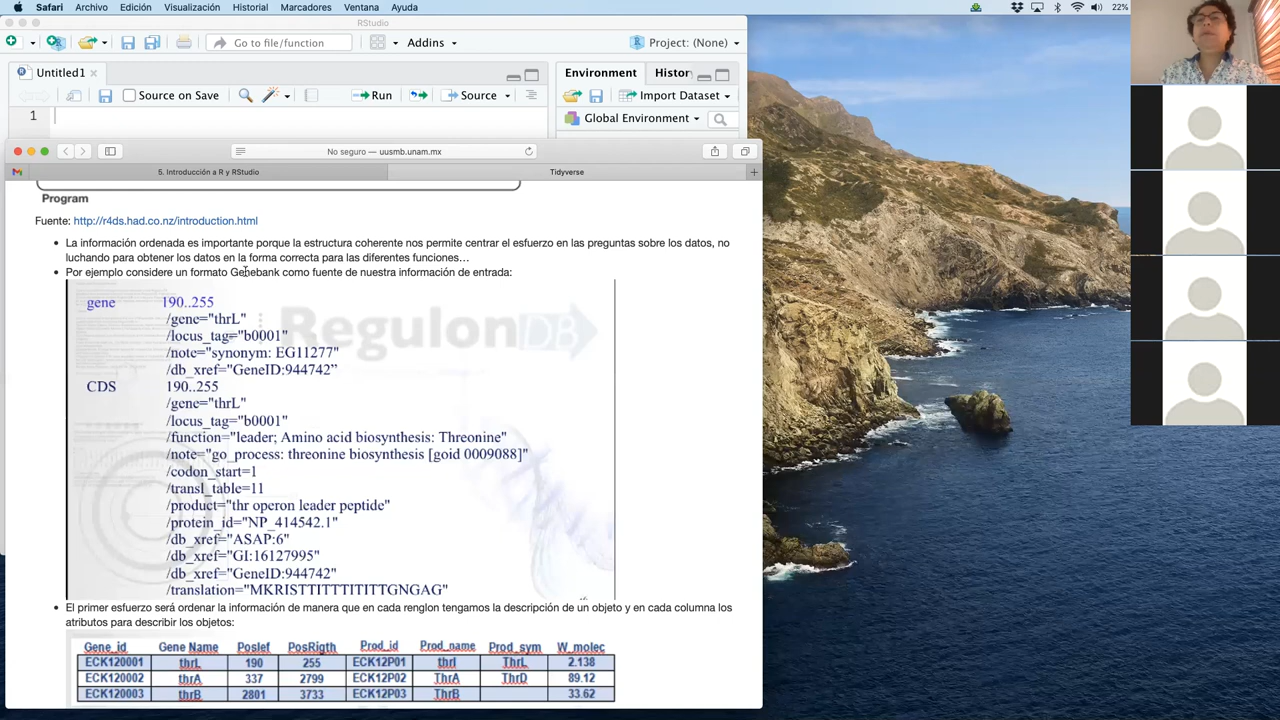 Safari Archivo Edición Visualización Historial Marcadores Ventana Ayuda 22%
RStudio
Go to file/function Addins Project: (None)
Untitled1 Environment Histor
Source on Save Run Source Import Dataset
1 Global Environment
No seguro — uusmb.unam.mx
5. Introducción a R y RStudio Tidyverse
Program
Fuente: http://r4ds.had.co.nz/introduction.html
La información ordenada es importante porque la estructura coherente nos permite centrar el esfuerzo en las preguntas sobre los datos, no
luchando para obtener los datos en la forma correcta para las diferentes funciones…
Por ejemplo considere un formato Genebank como fuente de nuestra información de entrada:
RegulonDB
gene 190..255
/gene="thrL"
/locus_tag="b0001"
/note="synonym: EG11277"
/db_xref="GeneID:944742”
CDS 190..255
/gene="thrL"
/locus_tag="b0001"
/function="leader; Amino acid biosynthesis: Threonine"
/note="go_process: threonine biosynthesis [goid 0009088]"
/codon_start=1
/transl_table=11
/product="thr operon leader peptide"
/protein_id="NP_414542.1"
/db_xref="ASAP:6"
/db_xref="GI:16127995"
/db_xref="GeneID:944742"
/translation="MKRISTTITTTITITTGNGAG"
El primer esfuerzo será ordenar la información de manera que en cada renglon tengamos la descripción de un objeto y en cada columna los
atributos para describir los objetos:
Gene_id Gene Name Poslef PosRigth Prod_id Prod_name Prod_sym W_molec
ECK120001 thrL 190 255 ECK12P01 thrl ThrL 2.138
ECK120002 thrA 337 2799 ECK12P02 ThrA ThrD 89.12
ECK120003 thrB 2801 3733 ECK12P03 ThrB 33.62